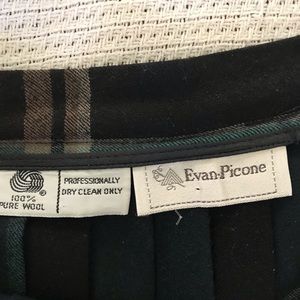 100%
PURE WOOL
PROFESSIONALLY
DRY CLEAN ONLY
Evan-Picone